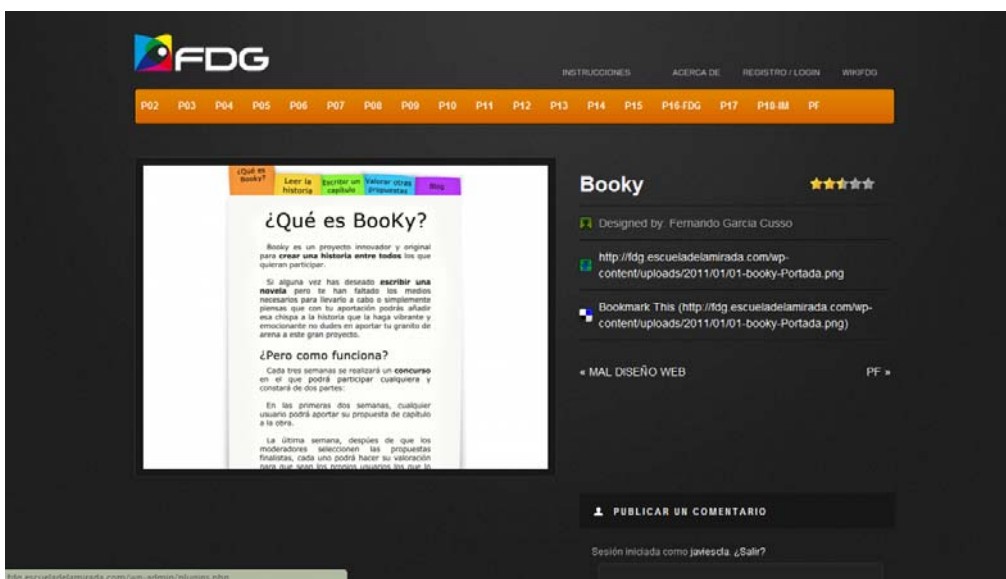 FDG
INSTRUCCIONES ACERCA DE REGISTRO / LOGIN WIKIFDG
P02 P03 P04 P05 P06 P07 P08 P09 P10 P11 P12 P13 P14 P15 P16-FDG P17 P18-IM PF
¿Qué es
Booky?
Leer la
historia
Escribir un
capítulo
Valorar otras
propuestas
Blog
¿Qué es BooKy?
Booky es un proyecto innovador y original
para crear una historia entre todos los que
quieran participar.
Si alguna vez has deseado escribir una
novela pero te han faltado los medios
necesarios para llevarlo a cabo o simplemente
piensas que con tu aportación podrás añadir
esa chispa a la historia que la haga vibrante y
emocionante no dudes en aportar tu granito de
arena a este gran proyecto.
¿Pero como funciona?
Cada tres semanas se realizará un concurso
en el que podrá participar cualquiera y
constará de dos partes:
En las primeras dos semanas, cualquier
usuario podrá aportar su propuesta de capítulo
a la obra.
La última semana, despúes de que los
moderadores seleccionen las propuestas
finalistas, cada uno podrá hacer su valoración
para que sean los propios usuarios los que lo
Booky
Designed by: Fernando Garcia Cusso
http://fdg.escueladelamirada.com/wp-
content/uploads/2011/01/01-booky-Portada.png
Bookmark This (http://fdg.escueladelamirada.com/wp-
content/uploads/2011/01/01-booky-Portada.png)
« MAL DISEÑO WEB PF »
PUBLICAR UN COMENTARIO
Sesión iniciada como javiescla. ¿Salir?
fdg.escueladelamirada.com/wp-admin/plugins.php